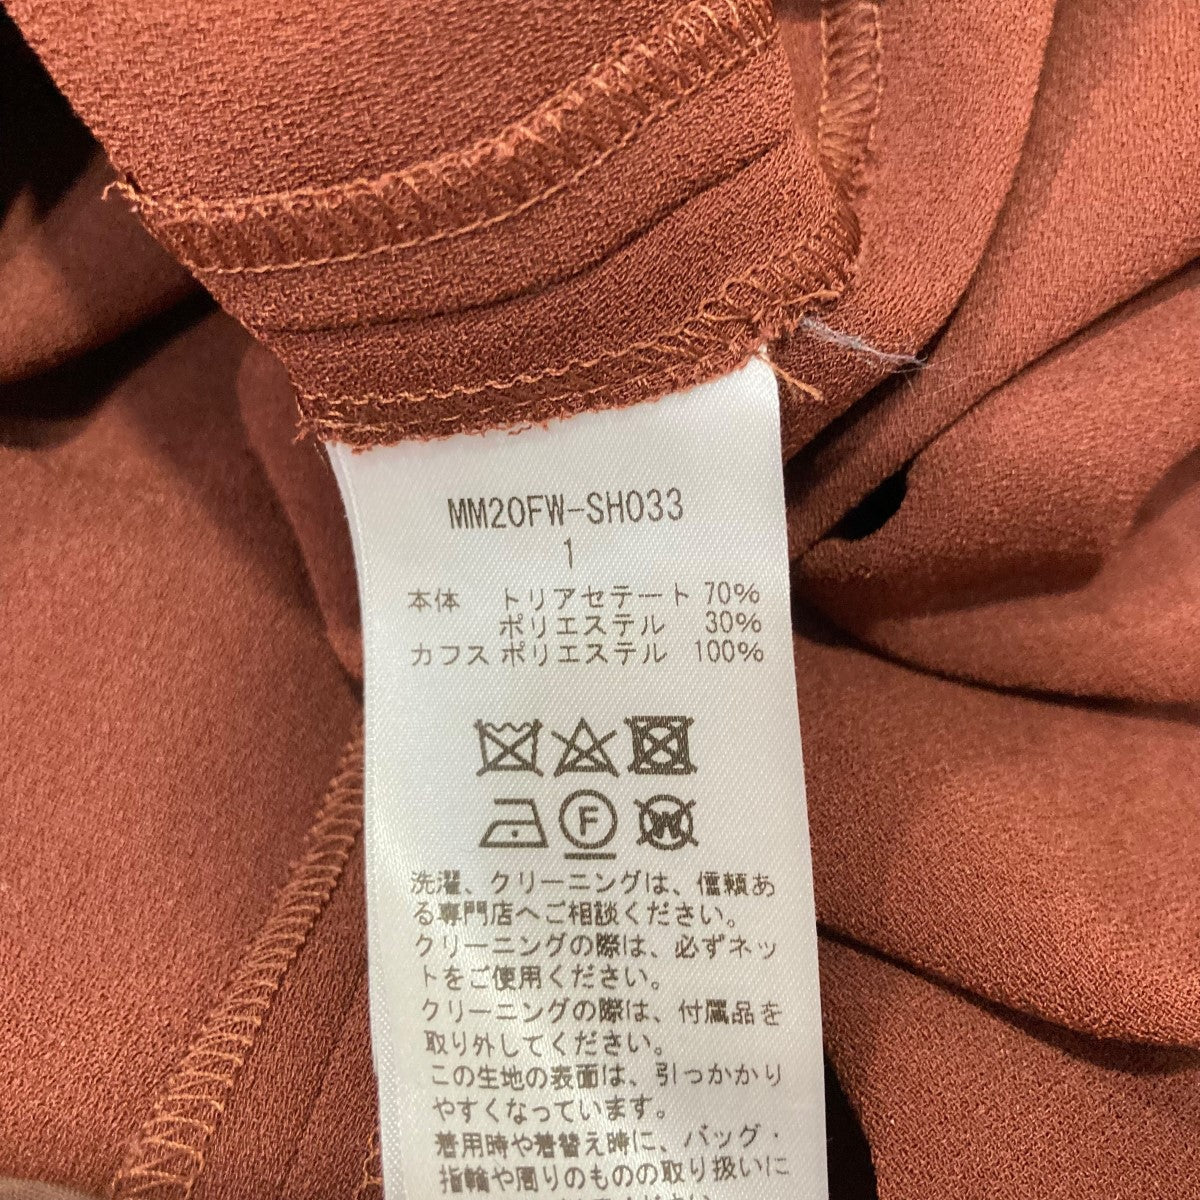 MM20FW-SH033
1
本体 トリアセテート 70%
ポリエステル 30%
カフス ポリエステル 100%
F
W
洗濯、クリーニングは、信頼あ
る専門店へご相談ください。
クリーニングの際は、必ずネッ
トをご使用ください。
クリーニングの際は、付属品を
取り外してください。
この生地の表面は、引っかかり
やすくなっています。
着用時や着替え時に、バッグ・
指輪や周りのものの取り扱いに